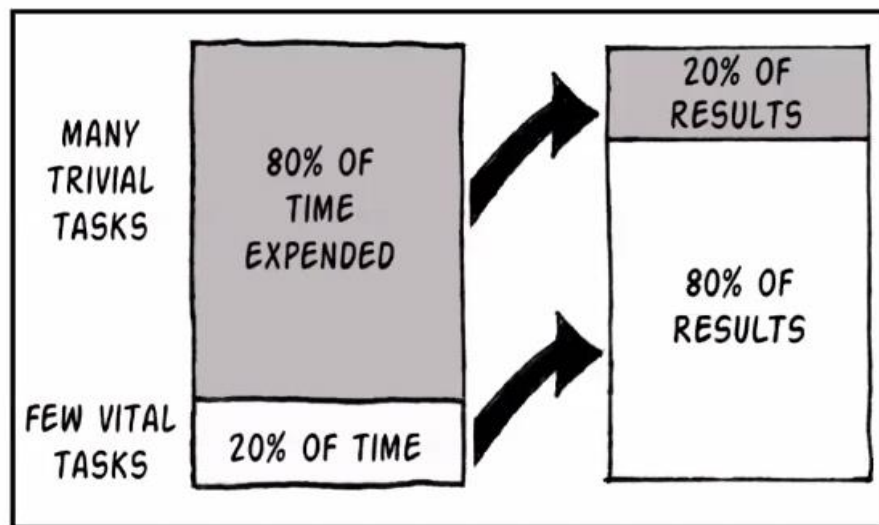 MANY
TRIVIAL
TASKS
80% OF
TIME
EXPENDED
20% OF
RESULTS
80% OF
RESULTS
FEW VITAL
TASKS
20% OF TIME